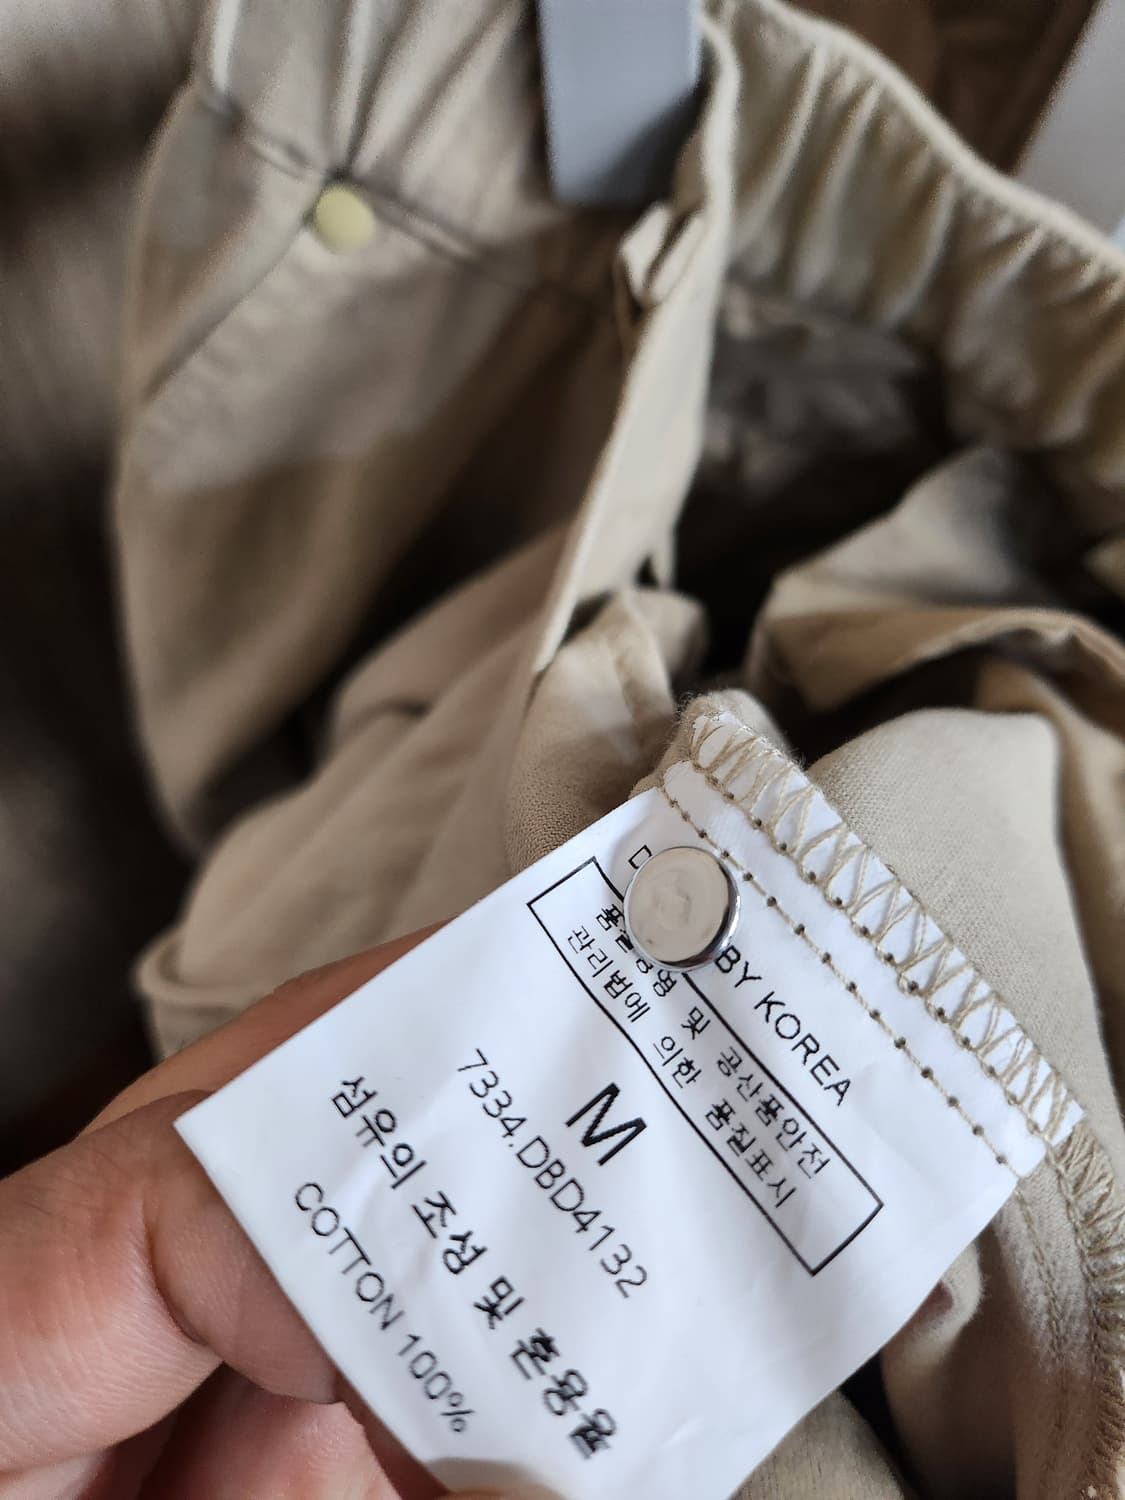 BY KOREA
및 공산품안전
관리법에 의한 품질표시
M
7334.DBD4132
섬유의 조성 및 혼용율
COTTON 100%